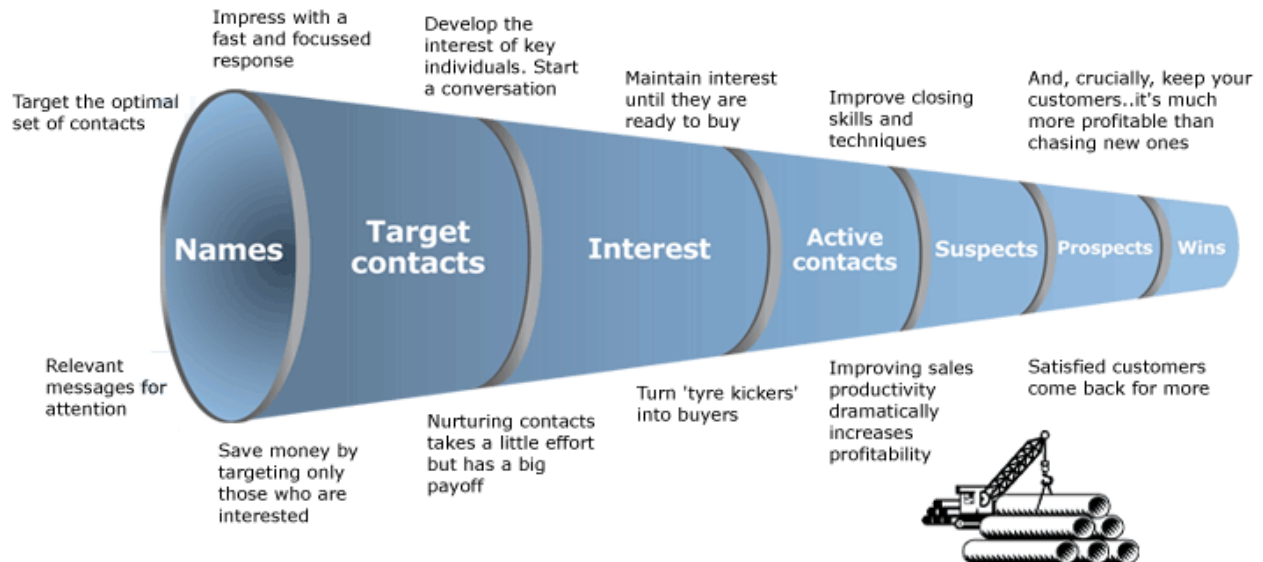 Impress with a
fast and focussed
response
Develop the
interest of key
individuals. Start
a conversation
Target the optimal
set of contacts
Maintain interest
until they are
ready to buy
Improve closing
skills and
techniques
And, crucially, keep your
customers..it's much
more profitable than
chasing new ones
Names
Target
contacts
Interest
Active
contacts
Suspects
Prospects
Wins
Relevant
messages for
attention
Save money by
targeting only
those who are
interested
Nurturing contacts
takes a little effort
but has a big
payoff
Turn 'tyre kickers'
into buyers
Improving sales
productivity
dramatically
increases
profitability
Satisfied customers
come back for more